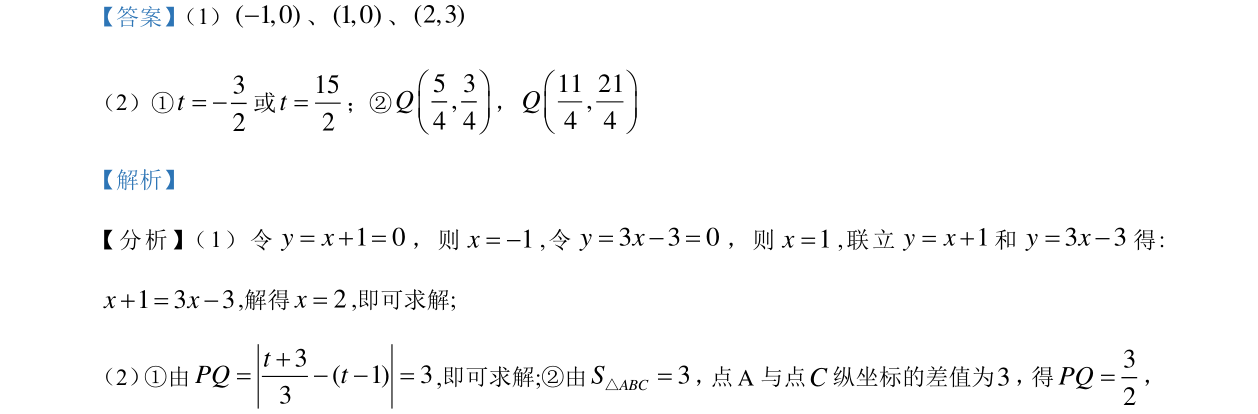 【答案】（1）(−1,0)、(1,0)、(2,3)
（2）①t = −3/2 或 t = 15/2；②Q(5/4, 3/4)，Q(11/4, 21/4)
【解析】
【分析】（1）令 y = x+1 = 0，则 x = −1,令 y = 3x−3 = 0，则 x = 1,联立 y = x+1 和 y = 3x−3 得:
x+1 = 3x−3,解得 x = 2,即可求解;
（2）①由 PQ = |(t+3)/3 − (t−1)| = 3,即可求解;②由 S△ABC = 3，点 A 与点 C 纵坐标的差值为 3，得 PQ = 3/2，